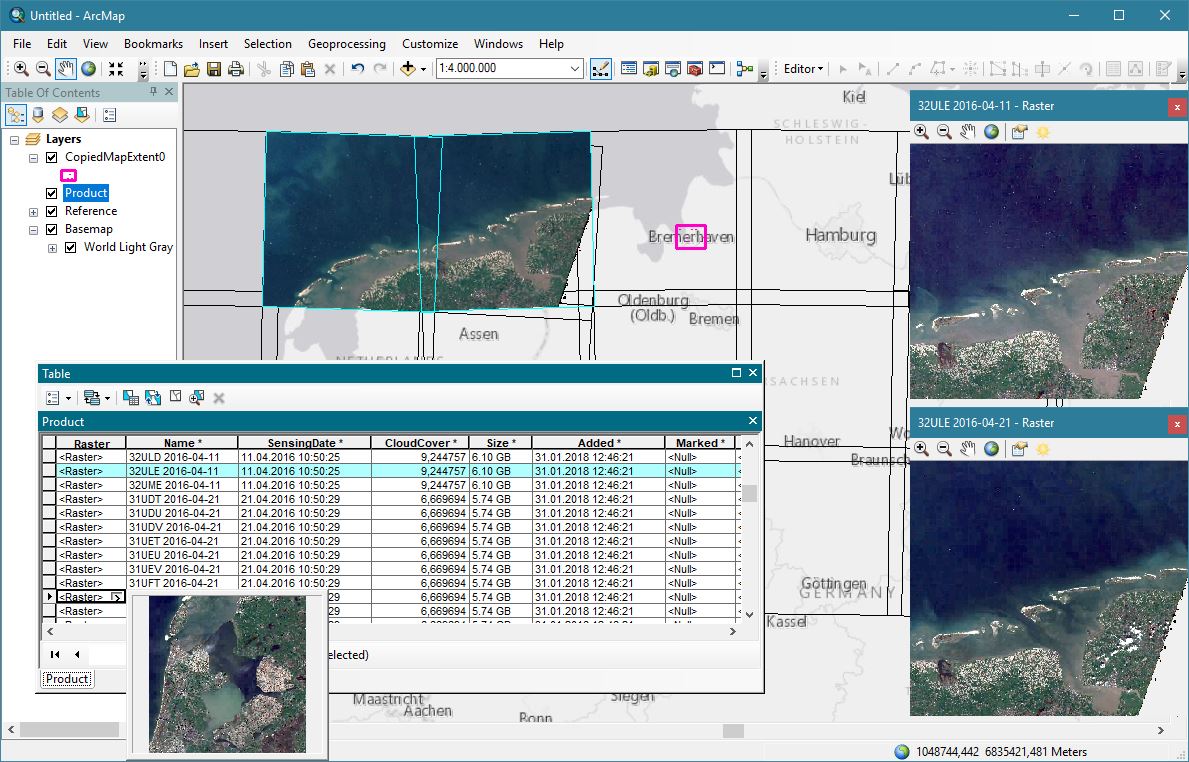 Untitled - ArcMap
File Edit View Bookmarks Insert Selection Geoprocessing Customize Windows Help
1:4.000.000
Editor
Table Of Contents
Layers
CopiedMapExtent0
Product
Reference
Basemap
World Light Gray
Kiel
SCHLESWIG-
HOLSTEIN
Lüb
Bremerhaven
Hamburg
Oldenburg
(Oldb.)
Bremen
Assen
NETHERLANDS
RSACHSEN
Hanover
Wo
Braunsch
Göttingen
GERMANY
Kassel
Maastricht
Aachen
Siegen
Bonn
32ULE 2016-04-11 - Raster
32ULE 2016-04-21 - Raster
Table
Product
Raster Name * SensingDate * CloudCover * Size * Added * Marked *
<Raster> 32ULD 2016-04-11 11.04.2016 10:50:25 9,244757 6.10 GB 31.01.2018 12:46:21 <Null> <
<Raster> 32ULE 2016-04-11 11.04.2016 10:50:25 9,244757 6.10 GB 31.01.2018 12:46:21 <Null> <
<Raster> 32UME 2016-04-11 11.04.2016 10:50:25 9,244757 6.10 GB 31.01.2018 12:46:21 <Null> <
<Raster> 31UDT 2016-04-21 21.04.2016 10:50:29 6,669694 5.74 GB 31.01.2018 12:46:21 <Null> <
<Raster> 31UDU 2016-04-21 21.04.2016 10:50:29 6,669694 5.74 GB 31.01.2018 12:46:21 <Null> <
<Raster> 31UDV 2016-04-21 21.04.2016 10:50:29 6,669694 5.74 GB 31.01.2018 12:46:21 <Null> <
<Raster> 31UET 2016-04-21 21.04.2016 10:50:29 6,669694 5.74 GB 31.01.2018 12:46:21 <Null> <
<Raster> 31UEU 2016-04-21 21.04.2016 10:50:29 6,669694 5.74 GB 31.01.2018 12:46:21 <Null> <
<Raster> 31UEV 2016-04-21 21.04.2016 10:50:29 6,669694 5.74 GB 31.01.2018 12:46:21 <Null> <
<Raster> 31UFT 2016-04-21 21.04.2016 10:50:29 6,669694 5.74 GB 31.01.2018 12:46:21 <Null> <
<Raster> 29 6,669694 5.74 GB 31.01.2018 12:46:21 <Null> <
<Raster> 29 6,669694 5.74 GB 31.01.2018 12:46:21 <Null> <
elected)
Product
1048744,442 6835421,481 Meters